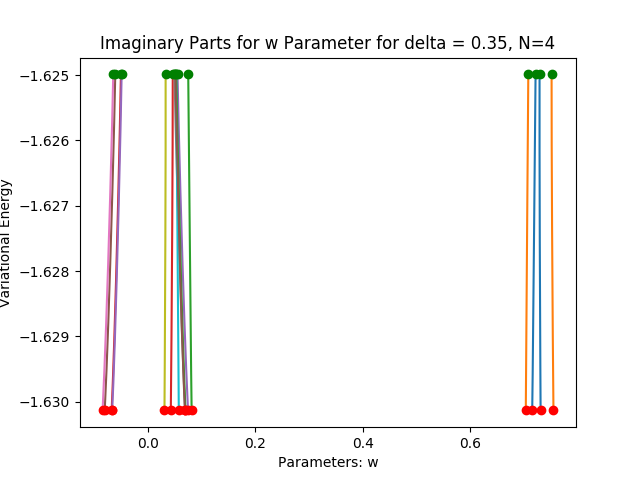 Imaginary Parts for w Parameter for delta = 0.35, N=4
Variational Energy
−1.625
−1.626
−1.627
−1.628
−1.629
−1.630
0.0 0.2 0.4 0.6
Parameters: w